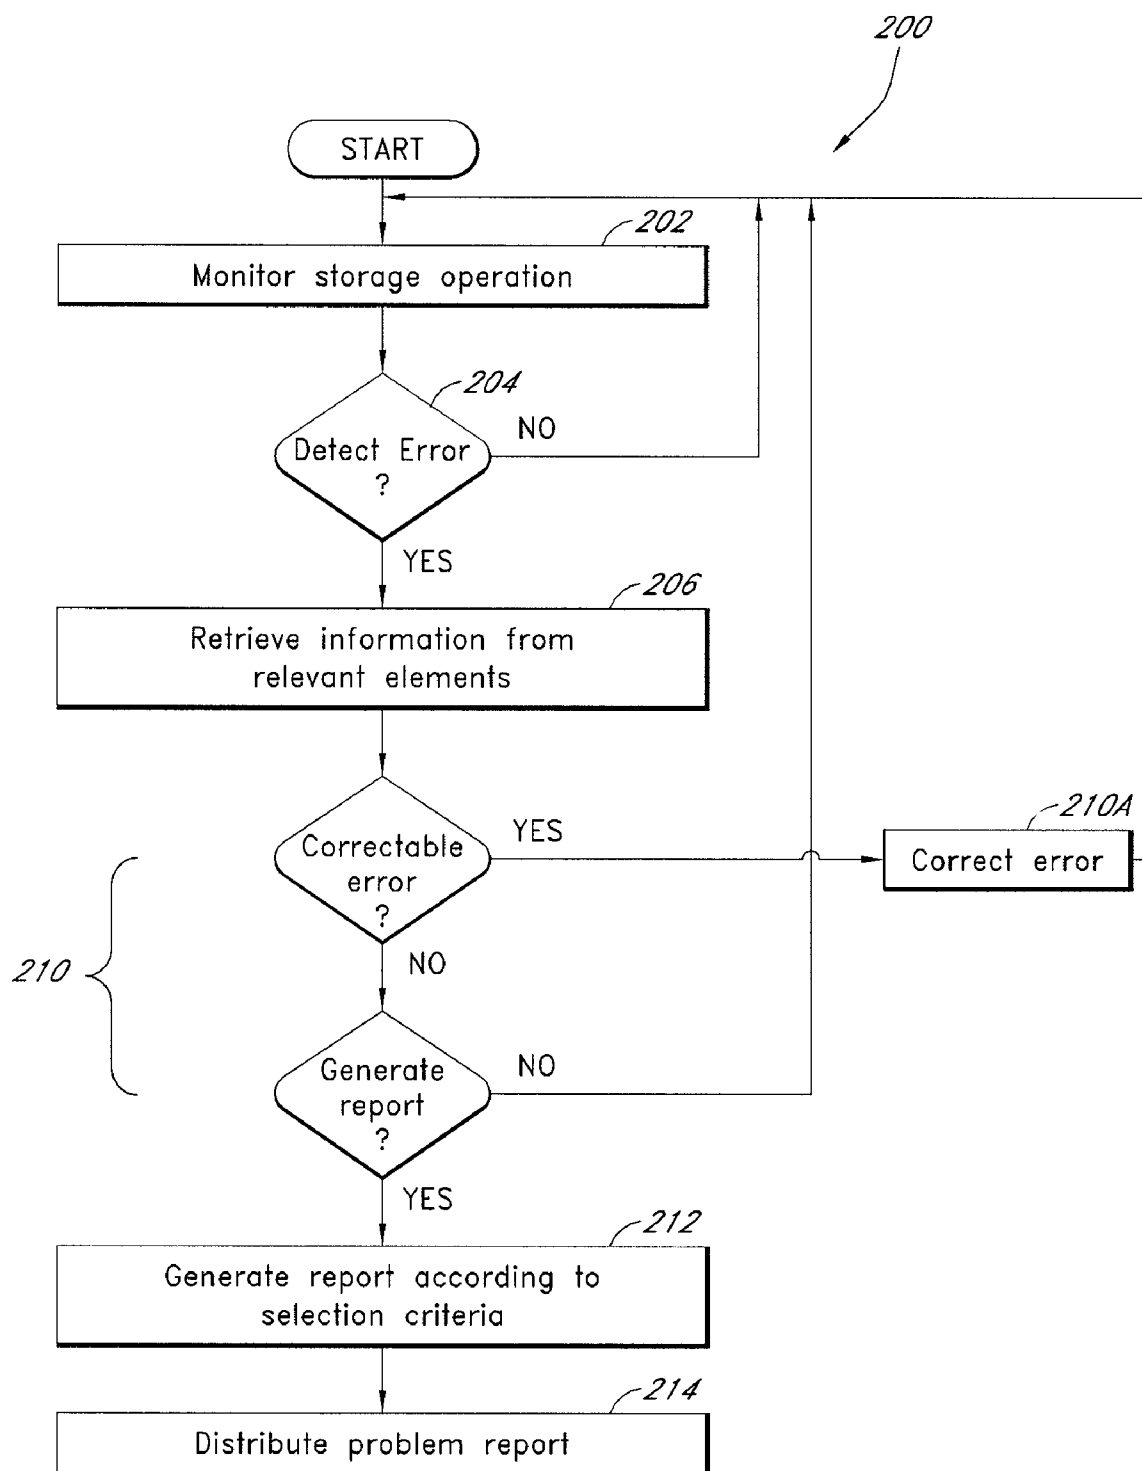 200
START
202
Monitor storage operation
204
Detect Error
?
NO
YES
206
Retrieve information from
relevant elements
Correctable
error
?
YES
210A
Correct error
NO
210
Generate
report
?
NO
YES
212
Generate report according to
selection criteria
214
Distribute problem report